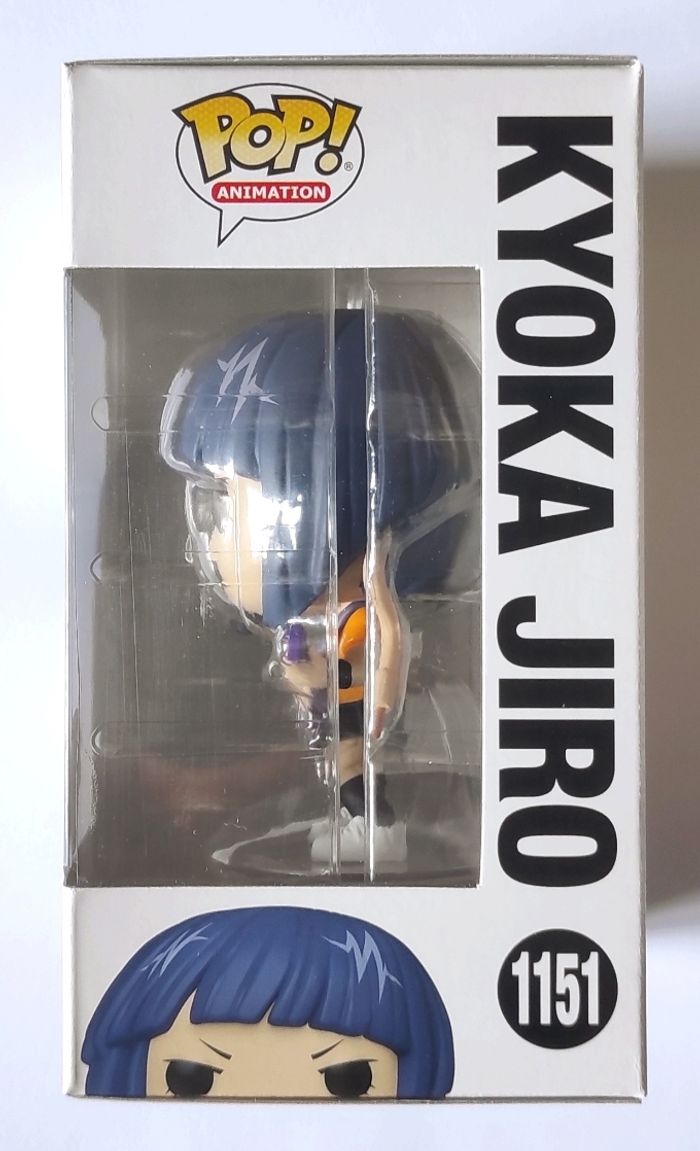 POP!®
ANIMATION
KYOKA JIRO
1151